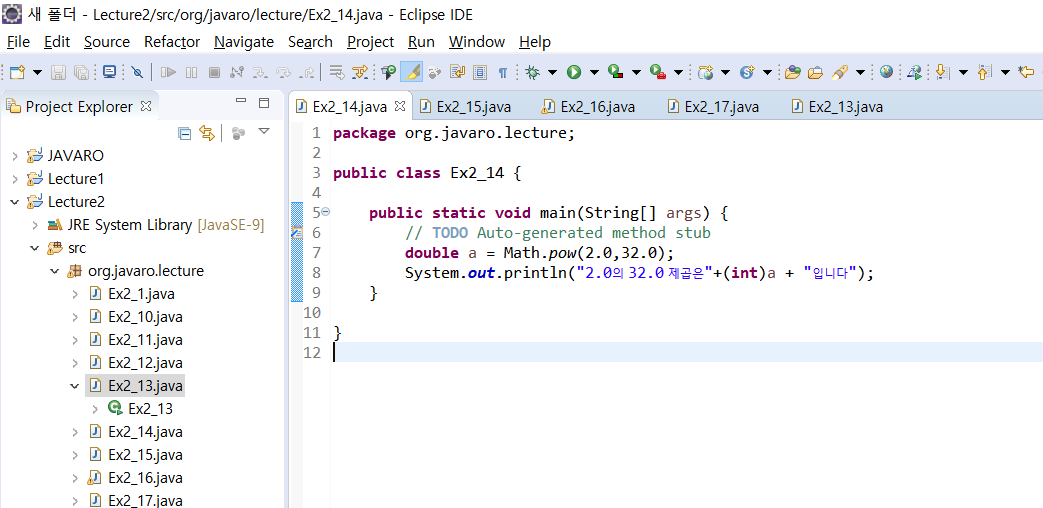 새 폴더 - Lecture2/src/org/javaro/lecture/Ex2_14.java - Eclipse IDE
File Edit Source Refactor Navigate Search Project Run Window Help
Project Explorer
JAVARO
Lecture1
Lecture2
JRE System Library [JavaSE-9]
src
org.javaro.lecture
Ex2_1.java
Ex2_10.java
Ex2_11.java
Ex2_12.java
Ex2_13.java
Ex2_13
Ex2_14.java
Ex2_15.java
Ex2_16.java
Ex2_17.java
Ex2_14.java Ex2_15.java Ex2_16.java Ex2_17.java Ex2_13.java
1 package org.javaro.lecture;
2
3 public class Ex2_14 {
4
5 public static void main(String[] args) {
6 // TODO Auto-generated method stub
7 double a = Math.pow(2.0,32.0);
8 System.out.println("2.0의 32.0 제곱은"+(int)a + "입니다");
9 }
10
11 }
12